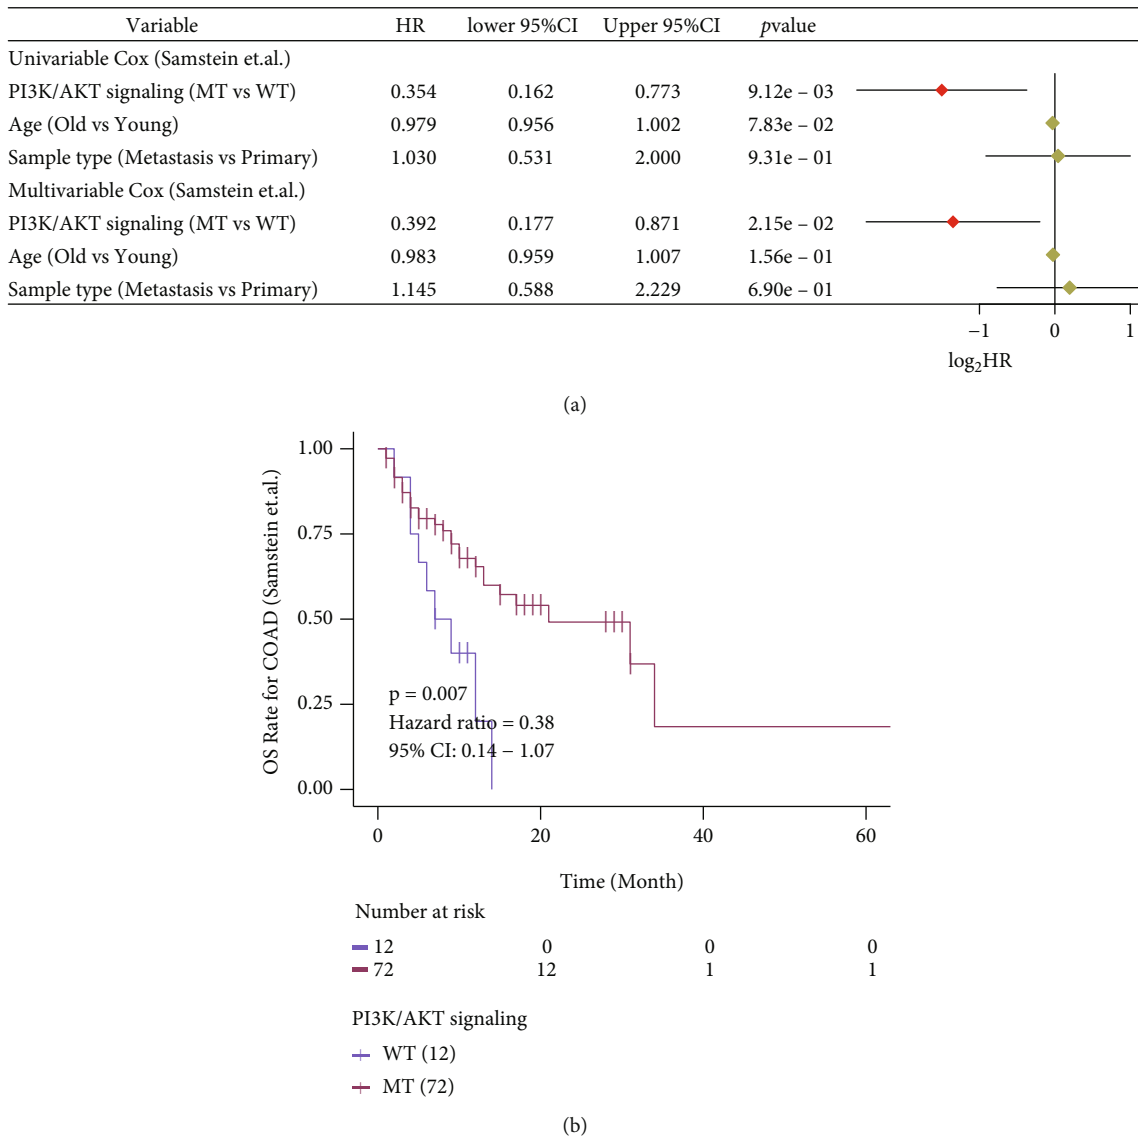 Variable HR lower 95%CI Upper 95%CI pvalue
Univariable Cox (Samstein et.al.)
PI3K/AKT signaling (MT vs WT) 0.354 0.162 0.773 9.12e – 03
Age (Old vs Young) 0.979 0.956 1.002 7.83e – 02
Sample type (Metastasis vs Primary) 1.030 0.531 2.000 9.31e – 01
Multivariable Cox (Samstein et.al.)
PI3K/AKT signaling (MT vs WT) 0.392 0.177 0.871 2.15e – 02
Age (Old vs Young) 0.983 0.959 1.007 1.56e – 01
Sample type (Metastasis vs Primary) 1.145 0.588 2.229 6.90e – 01
−1 0 1
log₂HR
(a)
OS Rate for COAD (Samstein et.al.)
1.00
0.75
0.50
0.25
0.00
p = 0.007
Hazard ratio = 0.38
95% CI: 0.14 − 1.07
0 20 40 60
Time (Month)
Number at risk
12 0 0 0
72 12 1 1
PI3K/AKT signaling
WT (12)
MT (72)
(b)